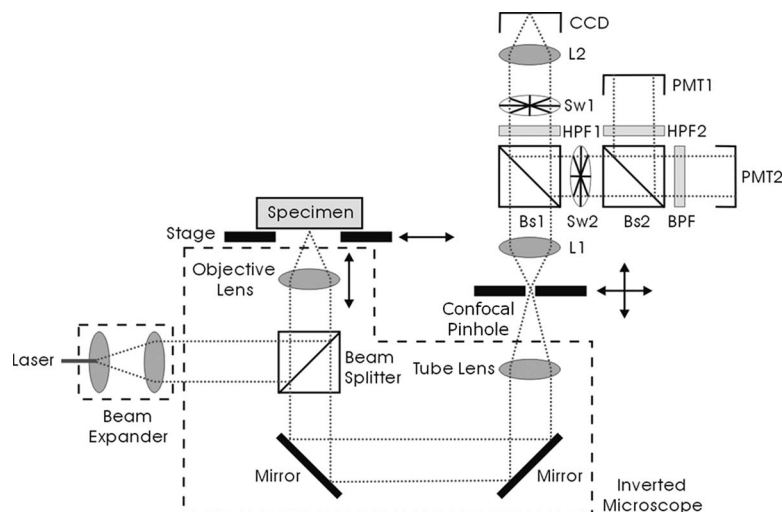 CCD
L2
Sw1
PMT1
HPF1
HPF2
PMT2
Bs1
Sw2
Bs2
BPF
Specimen
Stage
L1
Objective
Lens
Confocal
Pinhole
Laser
Beam
Splitter
Tube Lens
Beam
Expander
Mirror
Mirror
Inverted
Microscope